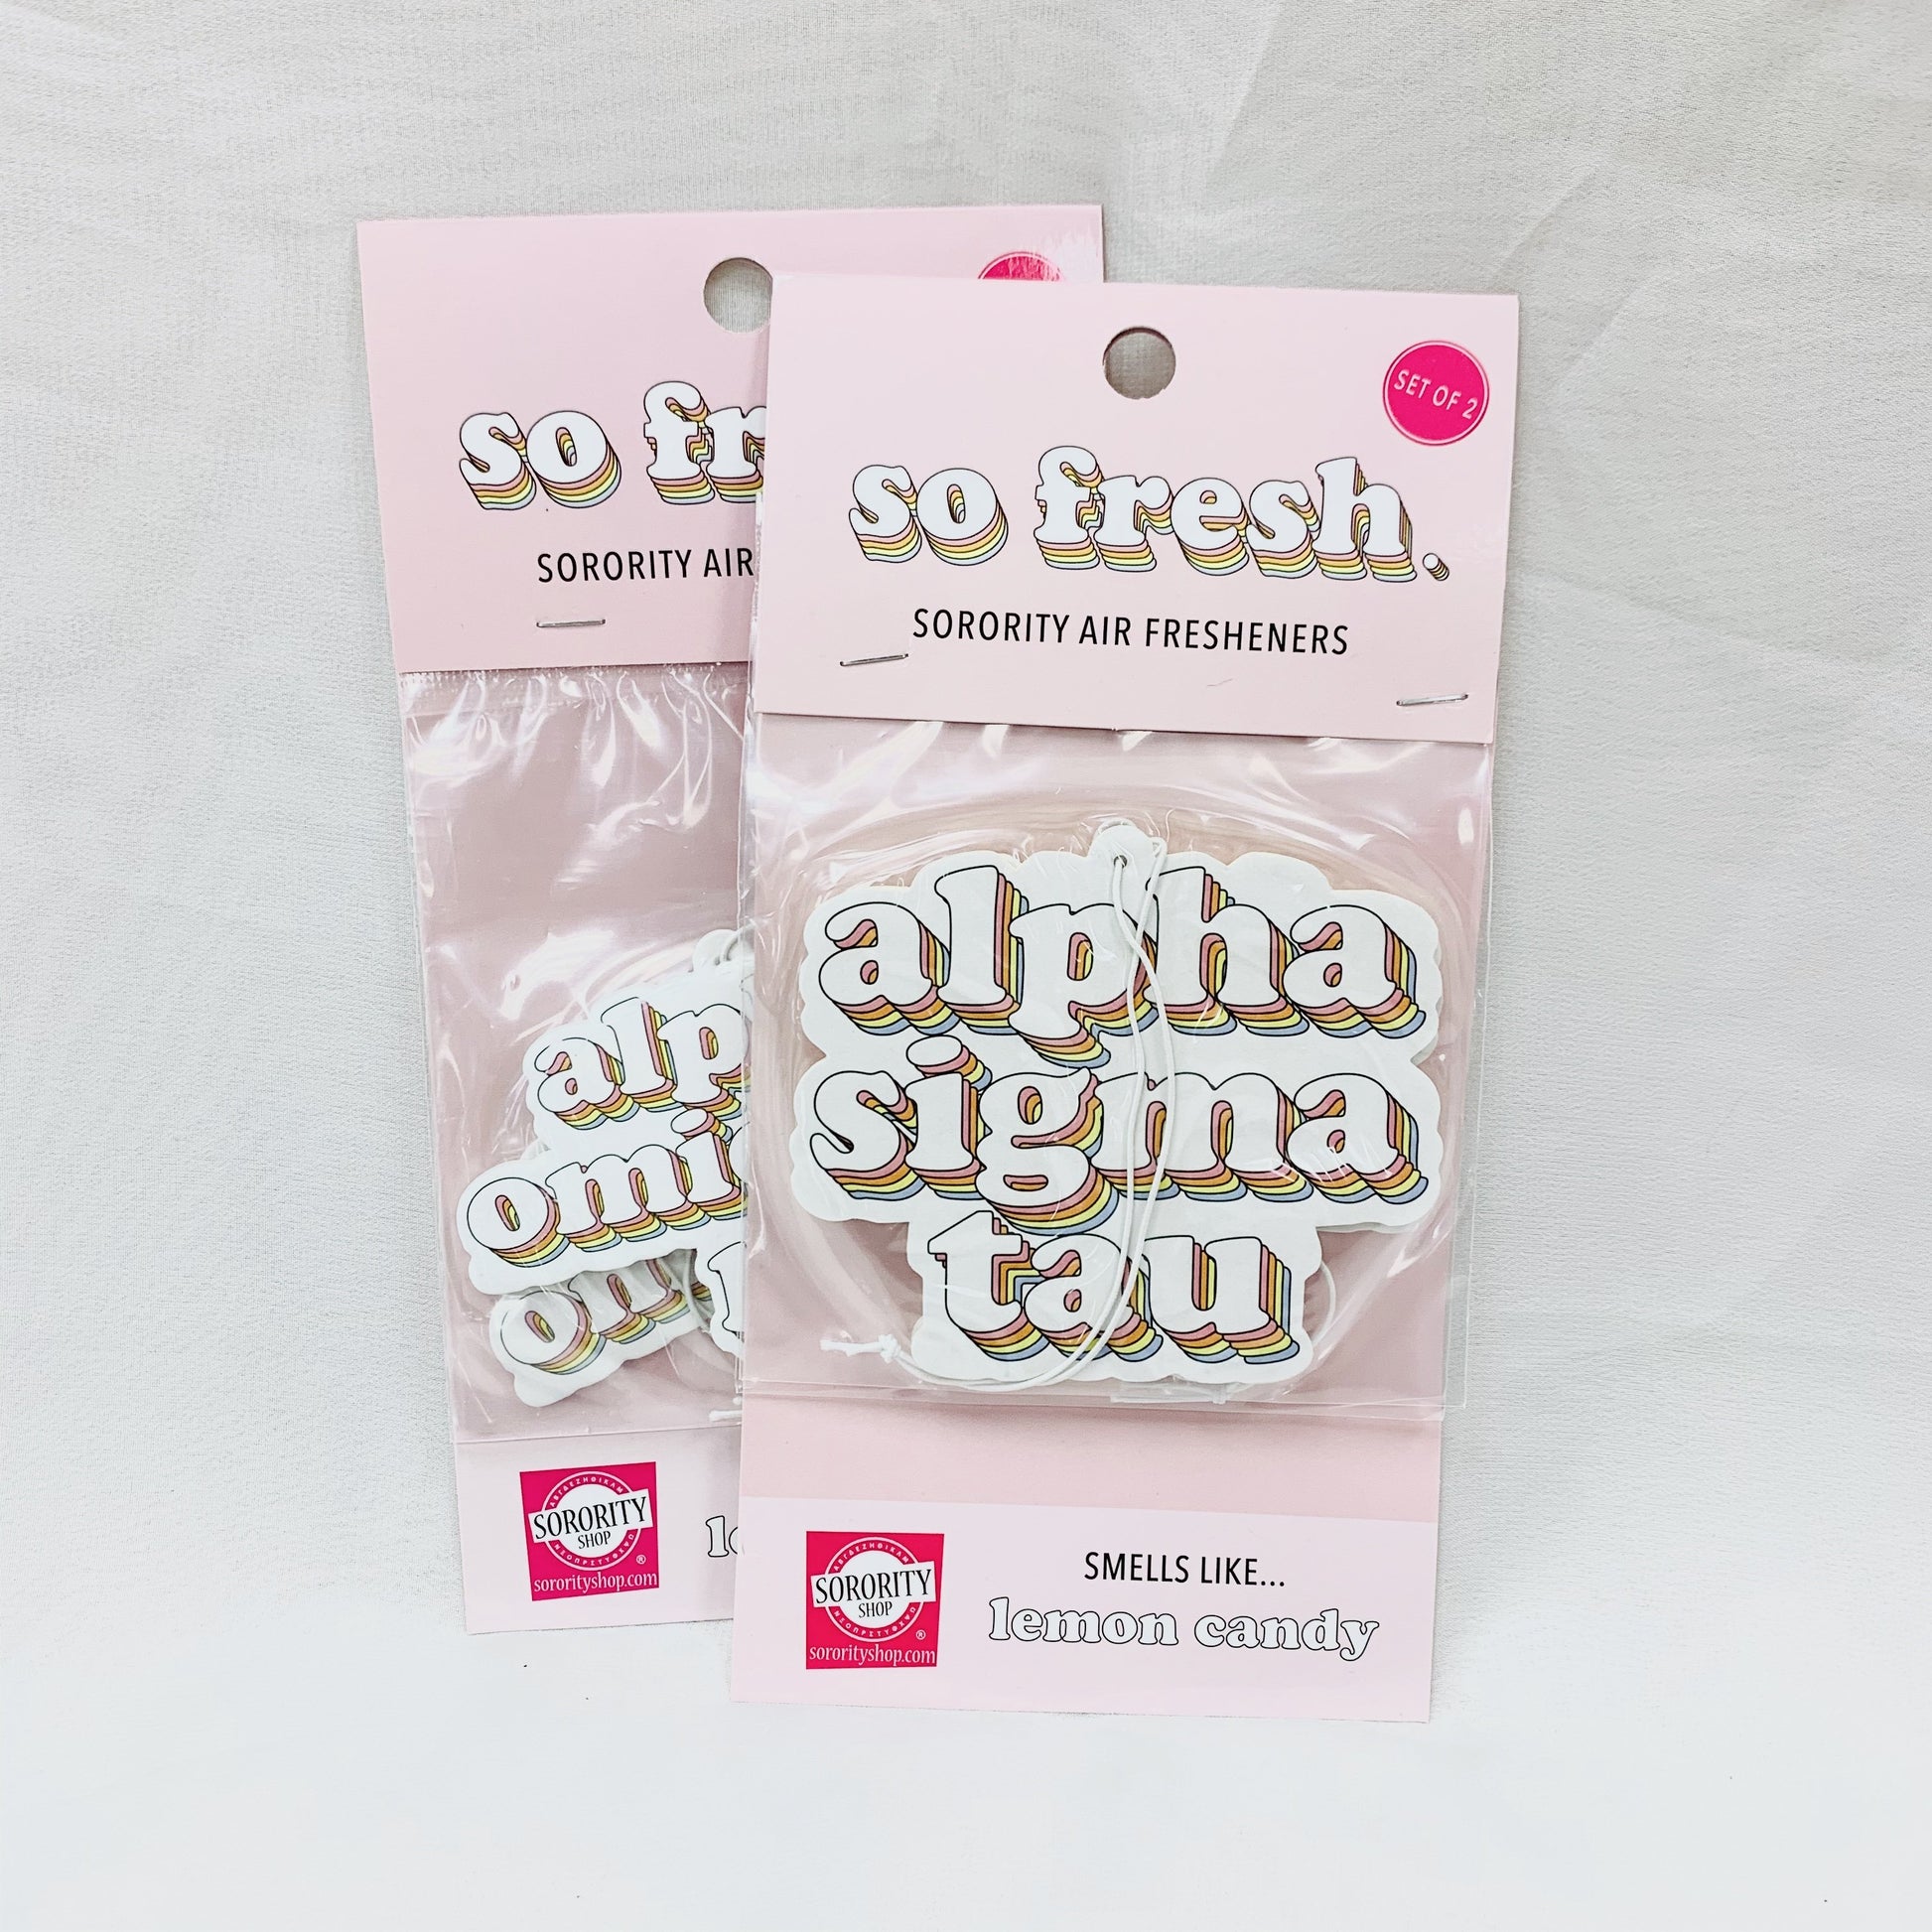 so fr
SORORITY AIR
alp
omi
om
SORORITY
SHOP
®
sororityshop.com
SET OF 2
so fresh.
SORORITY AIR FRESHENERS
alpha
sigma
tau
SORORITY
SHOP
®
sororityshop.com
SMELLS LIKE...
lemon candy